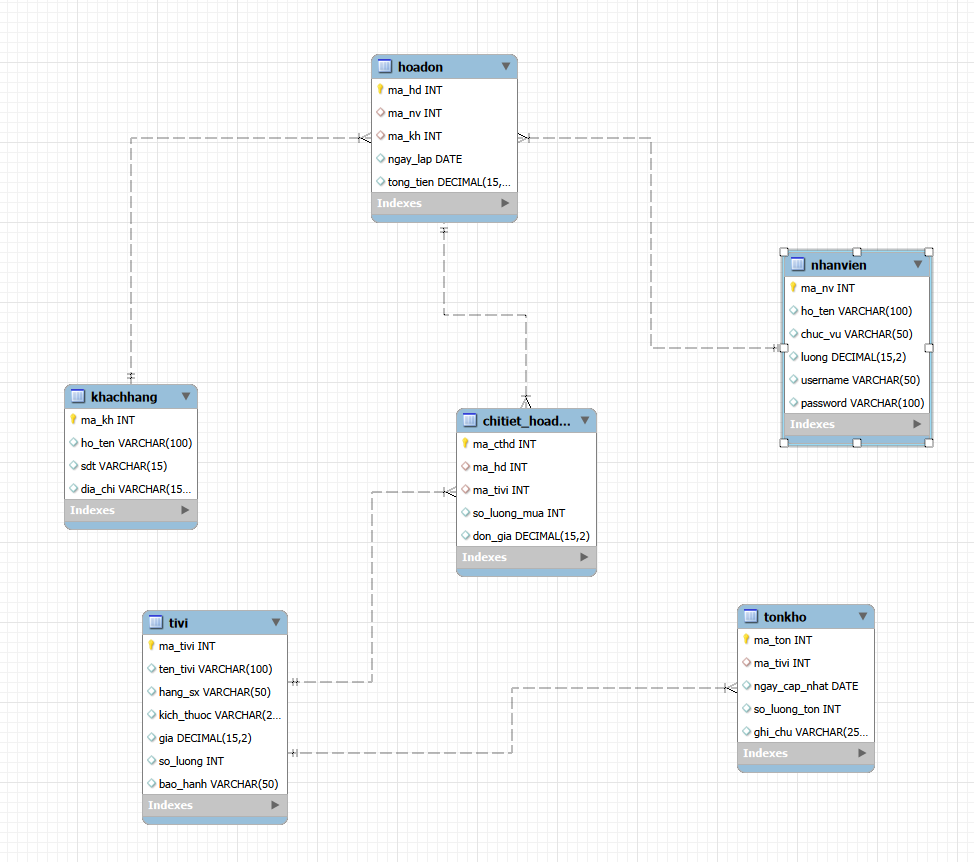 hoadon
ma_hd INT
ma_nv INT
ma_kh INT
ngay_lap DATE
tong_tien DECIMAL(15,...
Indexes
nhanvien
ma_nv INT
ho_ten VARCHAR(100)
chuc_vu VARCHAR(50)
luong DECIMAL(15,2)
username VARCHAR(50)
password VARCHAR(100)
Indexes
khachhang
ma_kh INT
ho_ten VARCHAR(100)
sdt VARCHAR(15)
dia_chi VARCHAR(15...
Indexes
chitiet_hoad...
ma_cthd INT
ma_hd INT
ma_tivi INT
so_luong_mua INT
don_gia DECIMAL(15,2)
Indexes
tivi
ma_tivi INT
ten_tivi VARCHAR(100)
hang_sx VARCHAR(50)
kich_thuoc VARCHAR(2...
gia DECIMAL(15,2)
so_luong INT
bao_hanh VARCHAR(50)
Indexes
tonkho
ma_ton INT
ma_tivi INT
ngay_cap_nhat DATE
so_luong_ton INT
ghi_chu VARCHAR(25...
Indexes